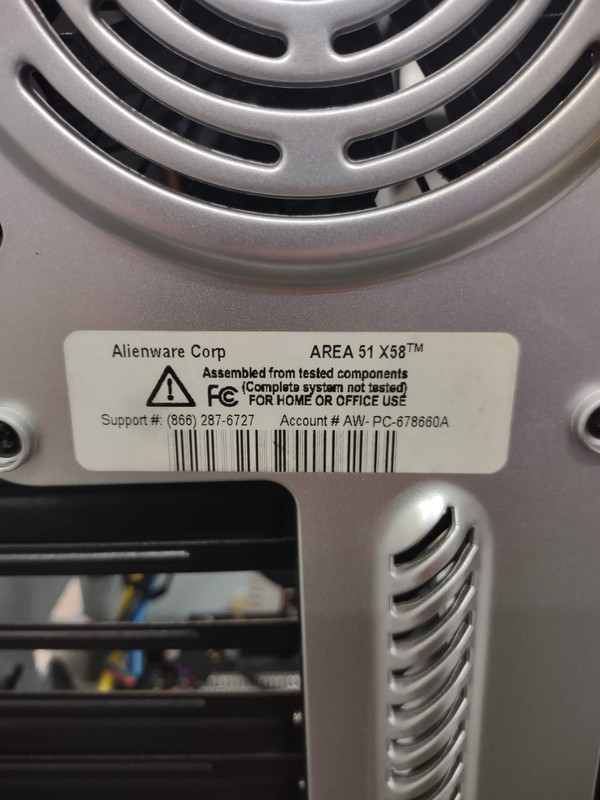 Alienware Corp AREA 51 X58™
Assembled from tested components
FC (Complete system not tested)
FOR HOME OR OFFICE USE
Support #: (866) 287-6727 Account # AW- PC-678660A